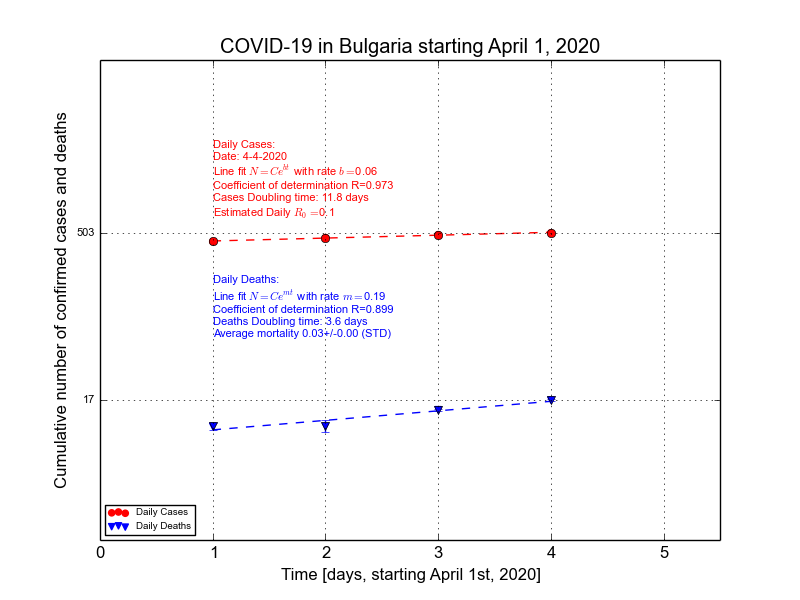 COVID-19 in Bulgaria starting April 1, 2020
Cumulative number of confirmed cases and deaths
Daily Cases:
Date: 4-4-2020
Line fit N = Ce^{bt} with rate b = 0.06
Coefficient of determination R=0.973
Cases Doubling time: 11.8 days
Estimated Daily R_0 = 0.1
503
Daily Deaths:
Line fit N = Ce^{mt} with rate m = 0.19
Coefficient of determination R=0.899
Deaths Doubling time: 3.6 days
Average mortality 0.03+/-0.00 (STD)
17
Daily Cases
Daily Deaths
0 1 2 3 4 5
Time [days, starting April 1st, 2020]